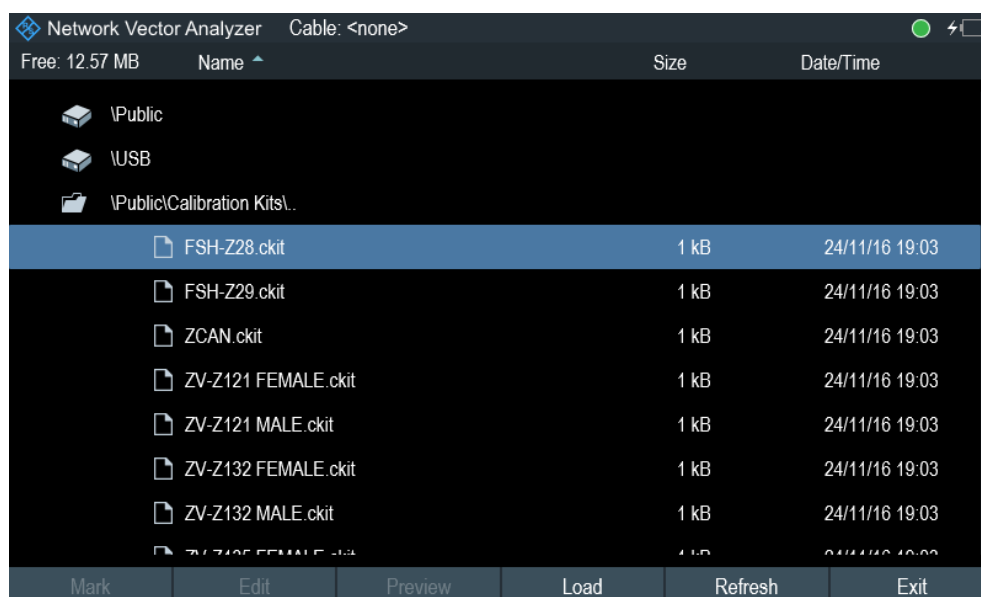 Network Vector Analyzer Cable: <none>
Free: 12.57 MB Name Size Date/Time
\Public
\USB
\Public\Calibration Kits\..
FSH-Z28.ckit 1 kB 24/11/16 19:03
FSH-Z29.ckit 1 kB 24/11/16 19:03
ZCAN.ckit 1 kB 24/11/16 19:03
ZV-Z121 FEMALE.ckit 1 kB 24/11/16 19:03
ZV-Z121 MALE.ckit 1 kB 24/11/16 19:03
ZV-Z132 FEMALE.ckit 1 kB 24/11/16 19:03
ZV-Z132 MALE.ckit 1 kB 24/11/16 19:03
Mark Edit Preview Load Refresh Exit